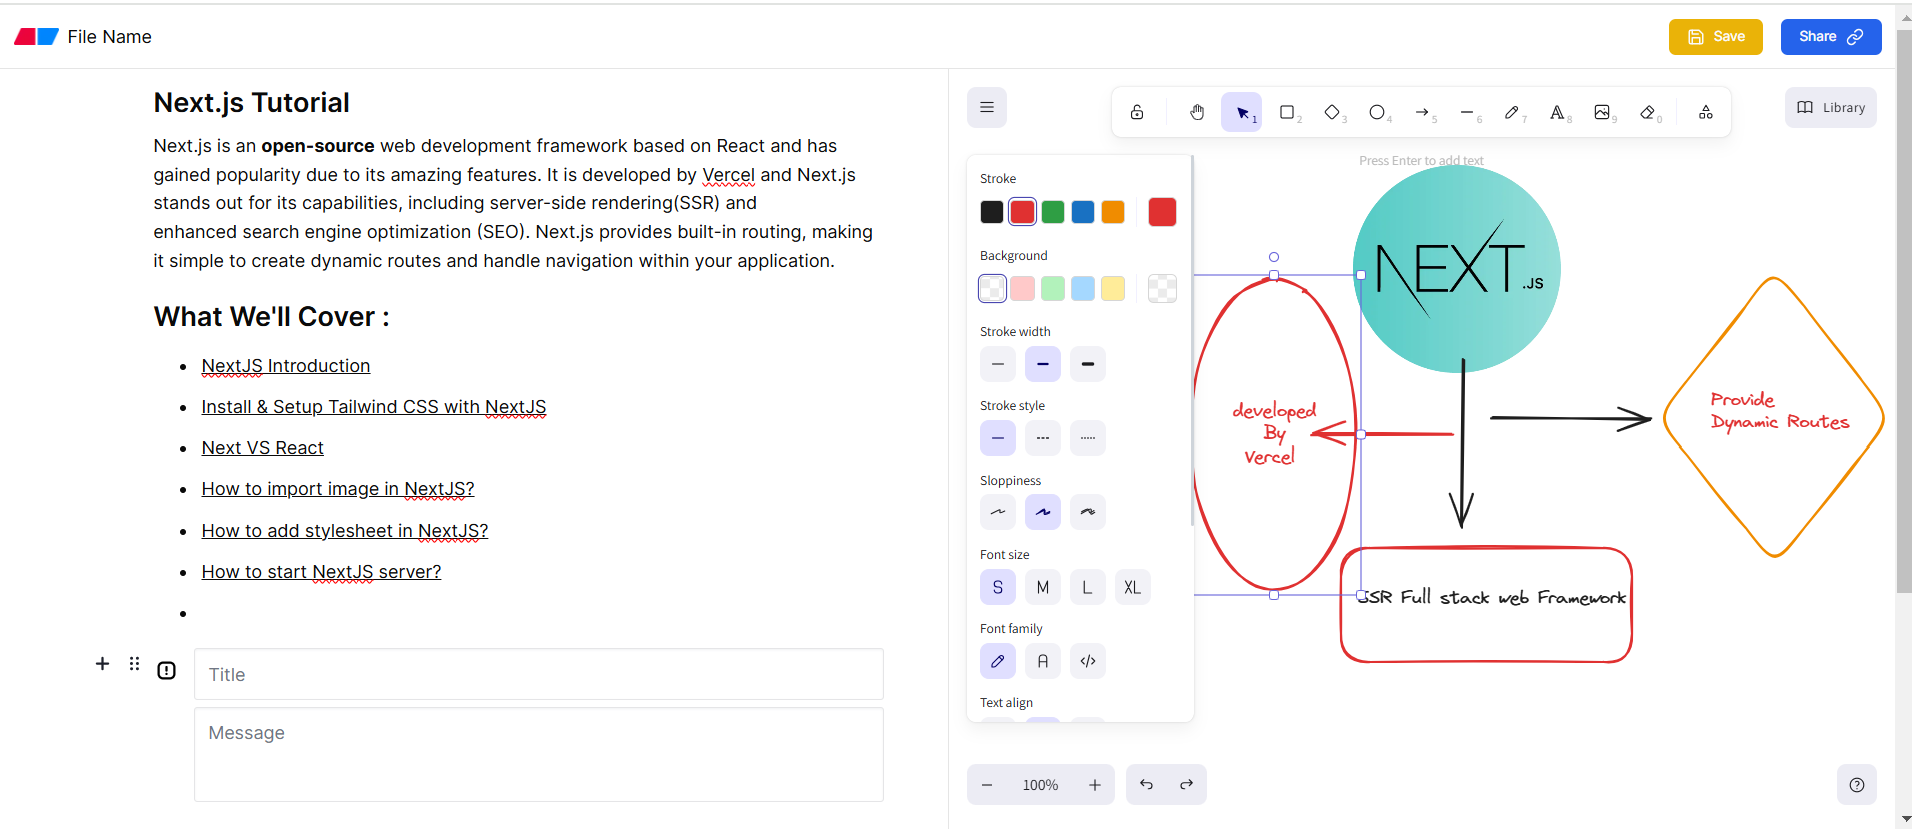 File Name
Save
Share
Next.js Tutorial
Next.js is an open-source web development framework based on React and has
gained popularity due to its amazing features. It is developed by Vercel and Next.js
stands out for its capabilities, including server-side rendering(SSR) and
enhanced search engine optimization (SEO). Next.js provides built-in routing, making
it simple to create dynamic routes and handle navigation within your application.
What We'll Cover :
NextJS Introduction
Install & Setup Tailwind CSS with NextJS
Next VS React
How to import image in NextJS?
How to add stylesheet in NextJS?
How to start NextJS server?
Title
Message
1 2 3 4 5 6 7 A 8 9 0
Library
Press Enter to add text
Stroke
Background
Stroke width
Stroke style
Sloppiness
Font size
S M L XL
Font family
A </>
Text align
NEXT.JS
developed
By
Vercel
Provide
Dynamic Routes
SSR Full stack web Framework
100%